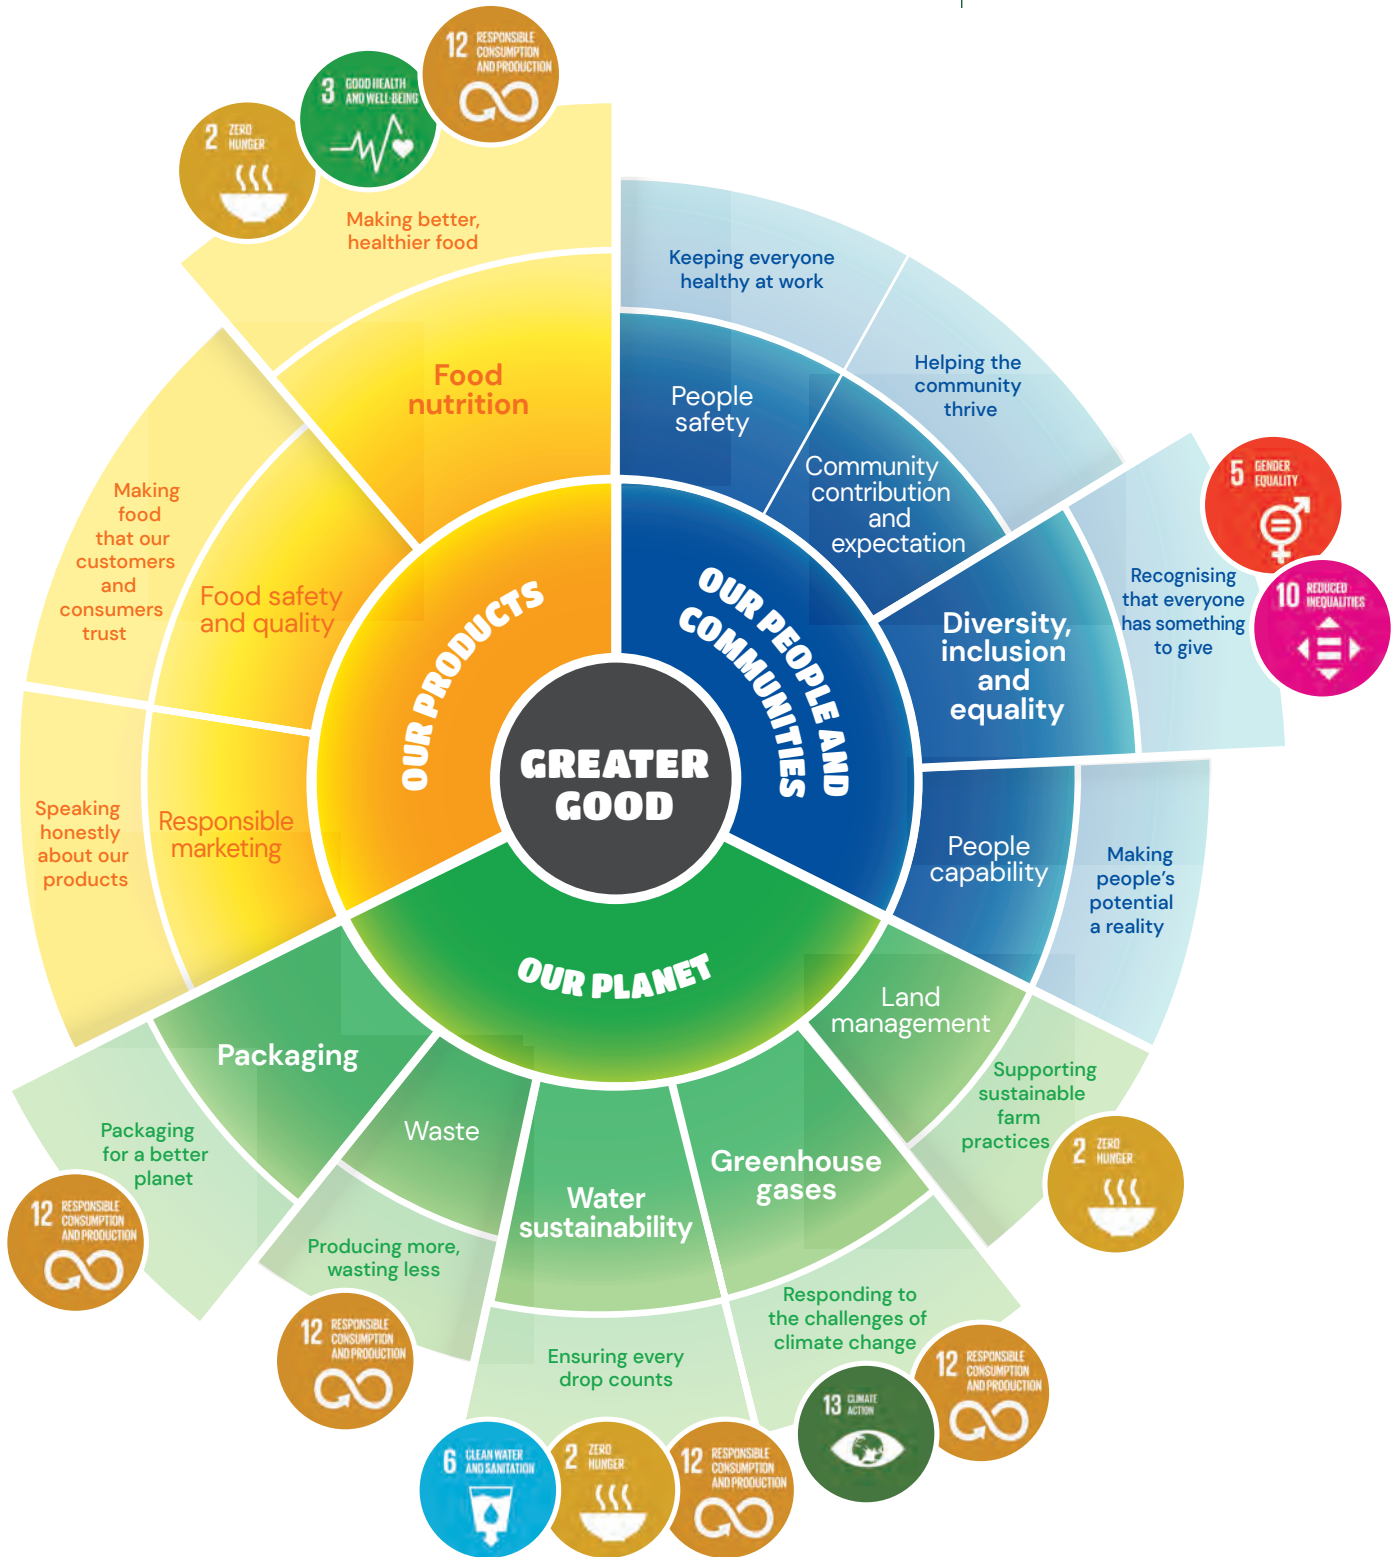 12 RESPONSIBLE
CONSUMPTION
AND PRODUCTION
3 GOOD HEALTH
AND WELL-BEING
2 ZERO
HUNGER
Making better,
healthier food
Food
nutrition
Keeping everyone
healthy at work
People
safety
Helping the
community
thrive
Community
contribution
and
expectation
5 GENDER
EQUALITY
10 REDUCED
INEQUALITIES
Recognising
that everyone
has something
to give
Diversity,
inclusion
and
equality
People
capability
Making
people's
potential
a reality
Making
food
that our
customers
and
consumers
trust
Food safety
and quality
Speaking
honestly
about our
products
Responsible
marketing
OUR PRODUCTS
OUR PEOPLE AND
COMMUNITIES
GREATER
GOOD
OUR PLANET
Land
management
Supporting
sustainable
farm
practices
2 ZERO
HUNGER
Packaging
Packaging
for a better
planet
12 RESPONSIBLE
CONSUMPTION
AND PRODUCTION
Waste
Producing more,
wasting less
12 RESPONSIBLE
CONSUMPTION
AND PRODUCTION
Water
sustainability
Ensuring every
drop counts
6 CLEAN WATER
AND SANITATION
2 ZERO
HUNGER
12 RESPONSIBLE
CONSUMPTION
AND PRODUCTION
Greenhouse
gases
Responding to
the challenges of
climate change
13 CLIMATE
ACTION
12 RESPONSIBLE
CONSUMPTION
AND PRODUCTION